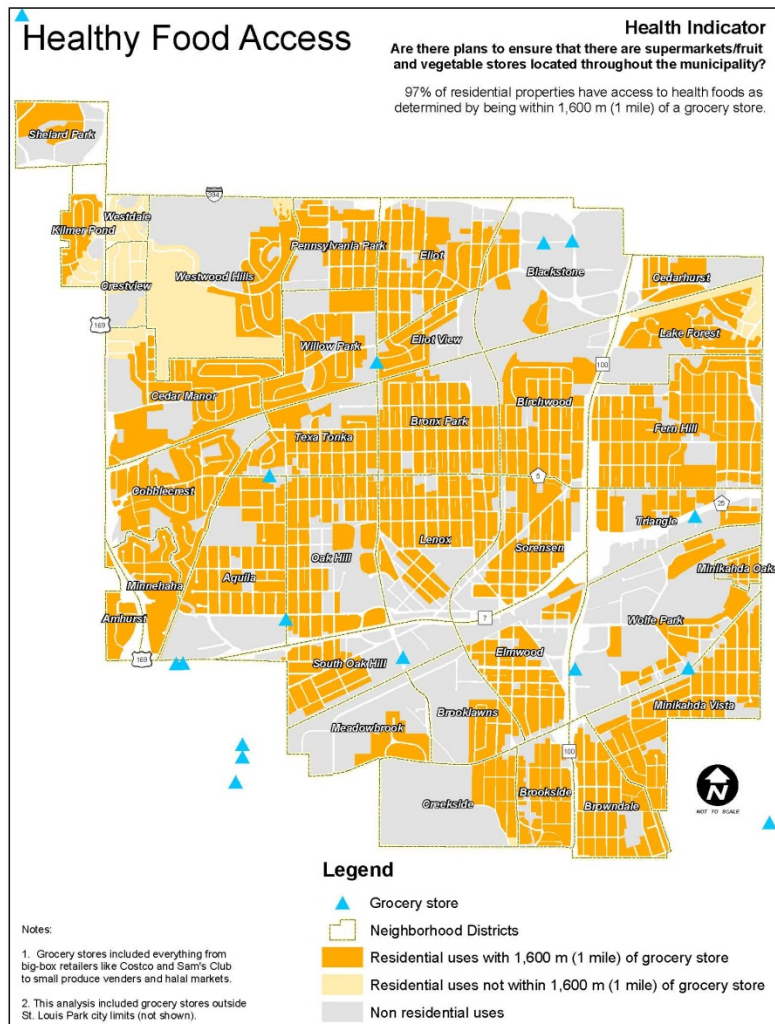 Healthy Food Access
Health Indicator
Are there plans to ensure that there are supermarkets/fruit
and vegetable stores located throughout the municipality?
97% of residential properties have access to health foods as
determined by being within 1,600 m (1 mile) of a grocery store.
Shelard Park
394
Westdale
Kilmer Pond
Pennsylvania Park
Eliot
Blackstone
Westwood Hills
Crestview
Cedarhurst
169
Lake Forest
Willow Park
Eliot View
100
Cedar Manor
Birchwood
Bronx Park
Texa Tonka
Fern Hill
5
Cobblecrest
25
Triangle
Lenox
Sorensen
Oak Hill
Minikahda Oaks
Minnehaha
Aquila
Amhurst
7
Wolfe Park
169
South Oak Hill
Elmwood
Minikahda Vista
Brooklawns
Meadowbrook
100
Brookside
Creekside
Browndale
N
NOT TO SCALE
Legend
Grocery store
Neighborhood Districts
Residential uses with 1,600 m (1 mile) of grocery store
Residential uses not within 1,600 m (1 mile) of grocery store
Non residential uses
Notes:
1. Grocery stores included everything from
big-box retailers like Costco and Sam's Club
to small produce venders and halal markets.
2. This analysis included grocery stores outside
St. Louis Park city limits (not shown).